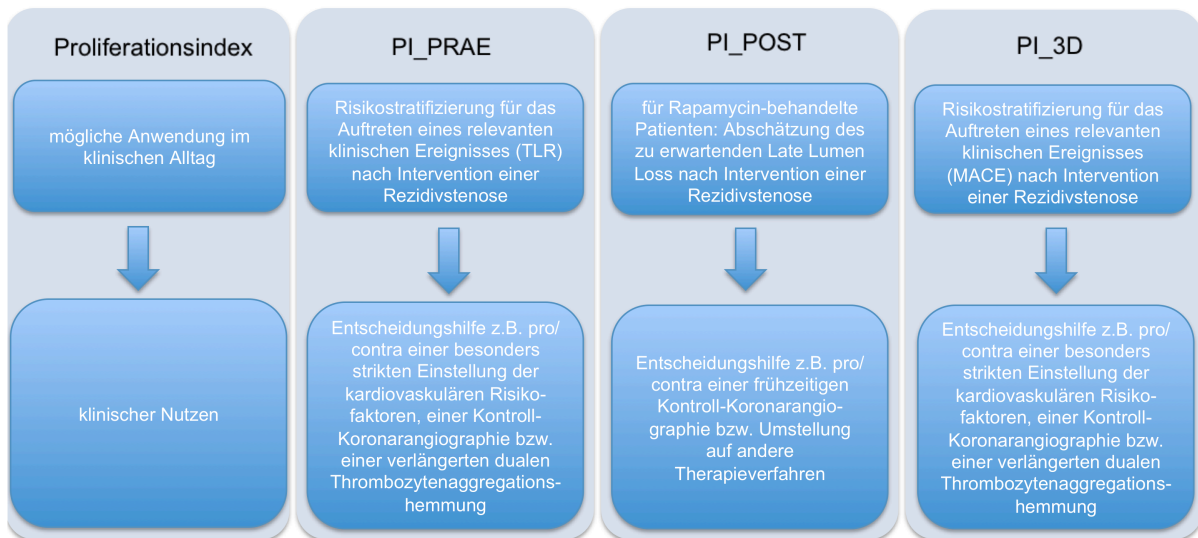 Proliferationsindex
mögliche Anwendung im
klinischen Alltag
klinischer Nutzen
PI_PRAE
Risikostratifizierung für das
Auftreten eines relevanten
klinischen Ereignisses (TLR)
nach Intervention einer
Rezidivstenose
Entscheidungshilfe z.B. pro/
contra einer besonders
strikten Einstellung der
kardiovaskulären Risiko-
faktoren, einer Kontroll-
Koronarangiographie bzw.
einer verlängerten dualen
Thrombozytenaggregations-
hemmung
PI_POST
für Rapamycin-behandelte
Patienten: Abschätzung des
zu erwartenden Late Lumen
Loss nach Intervention einer
Rezidivstenose
Entscheidungshilfe z.B. pro/
contra einer frühzeitigen
Kontroll-Koronarangio-
graphie bzw. Umstellung
auf andere
Therapieverfahren
PI_3D
Risikostratifizierung für das
Auftreten eines relevanten
klinischen Ereignisses
(MACE) nach Intervention
einer Rezidivstenose
Entscheidungshilfe z.B. pro/
contra einer besonders
strikten Einstellung der
kardiovaskulären Risiko-
faktoren, einer Kontroll-
Koronarangiographie bzw.
einer verlängerten dualen
Thrombozytenaggregations-
hemmung